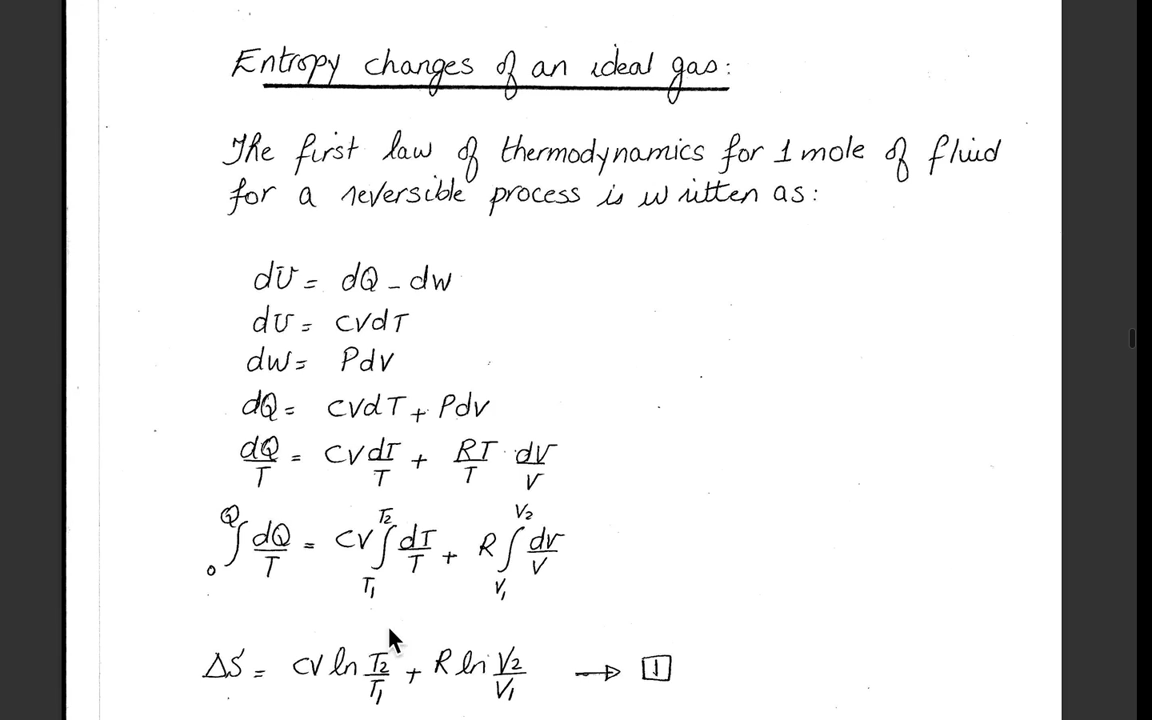 Entropy changes of an ideal gas:
The first law of thermodynamics for 1 mole of fluid
for a reversible process is written as:
dU = dQ - dw
dU = CVdT
dw = Pdv
dQ = CVdT + Pdv
dQ/T = CV dT/T + RT/T · dV/V
₀∫^Q dQ/T = CV ∫_T₁^T₂ dT/T + R ∫_V₁^V₂ dv/V
ΔS = CV ln T₂/T₁ + R ln V₂/V₁ → 1